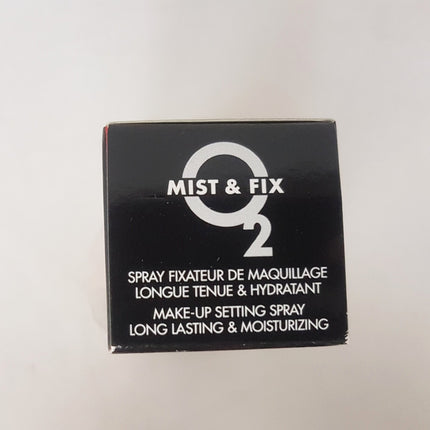 O2
MIST & FIX
SPRAY FIXATEUR DE MAQUILLAGE
LONGUE TENUE & HYDRATANT
MAKE-UP SETTING SPRAY
LONG LASTING & MOISTURIZING